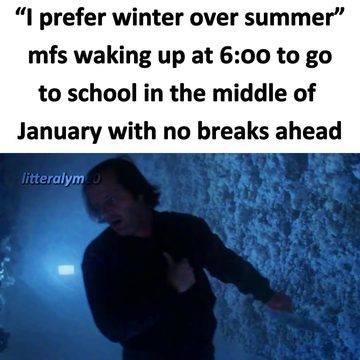 “I prefer winter over summer”
mfs waking up at 6:00 to go
to school in the middle of
January with no breaks ahead